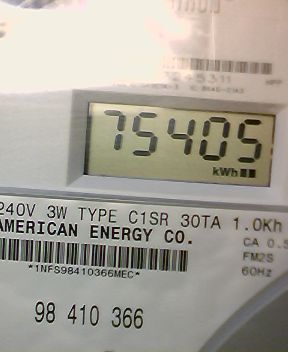 75405
kWh
240V 3W TYPE C1SR 30TA 1.0Kh
AMERICAN ENERGY CO.
CA 0.5
FM2S
60Hz
*1NFS98410366MEC*
98 410 366